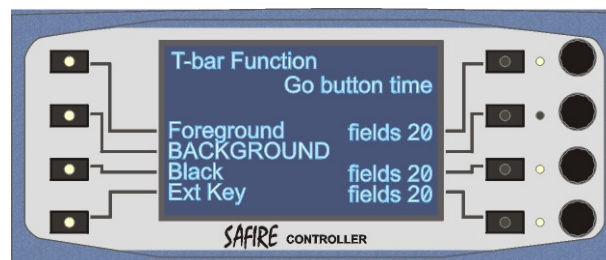 T-bar Function
Go button time
Foreground fields 20
BACKGROUND
Black fields 20
Ext Key fields 20
SAFIRE CONTROLLER